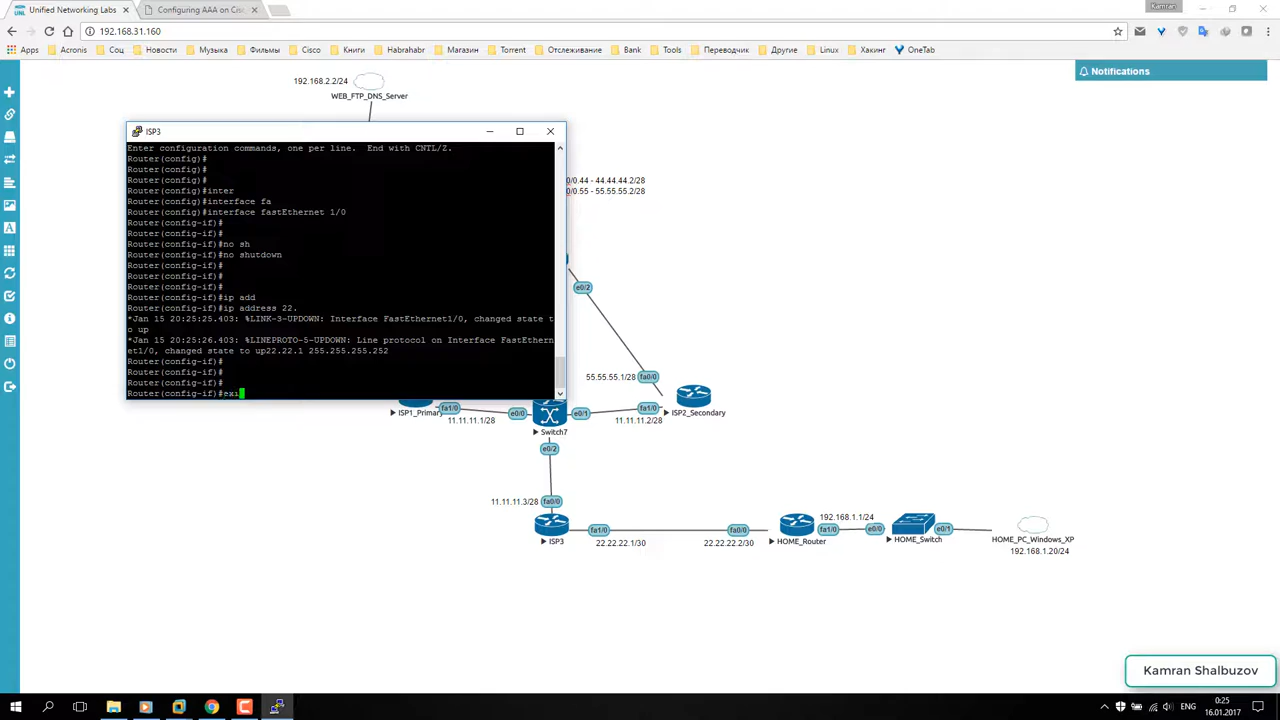 Unified Networking Labs
Configuring AAA on Cis
Kamran
192.168.31.160
Apps
Acronis
Соц
Новости
Музыка
Фильмы
Cisco
Книги
Habrahabr
Магазин
Torrent
Отслеживание
Bank
Tools
Переводчик
Другие
Linux
Хакинг
OneTab
Notifications
192.168.2.2/24
WEB_FTP_DNS_Server
ISP3
Enter configuration commands, one per line.  End with CNTL/Z.
Router(config)#
Router(config)#
Router(config)#
Router(config)#inter
Router(config)#interface fa
Router(config)#interface fastEthernet 1/0
Router(config-if)#
Router(config-if)#
Router(config-if)#no sh
Router(config-if)#no shutdown
Router(config-if)#
Router(config-if)#
Router(config-if)#
Router(config-if)#ip add
Router(config-if)#ip address 22.
*Jan 15 20:25:25.403: %LINK-3-UPDOWN: Interface FastEthernet1/0, changed state t
o up
*Jan 15 20:25:26.403: %LINEPROTO-5-UPDOWN: Line protocol on Interface FastEthern
et1/0, changed state to up22.22.1 255.255.255.252
Router(config-if)#
Router(config-if)#
Router(config-if)#
Router(config-if)#exi
0/0.44 - 44.44.44.2/28
0/0.55 - 55.55.55.2/28
e0/2
55.55.55.1/28
fa0/0
ISP1_Primary
fa1/0
11.11.11.1/28
e0/0
Switch7
e0/1
fa1/0
11.11.11.2/28
ISP2_Secondary
e0/2
11.11.11.3/28
fa0/0
ISP3
fa1/0
22.22.22.1/30
fa0/0
22.22.22.2/30
HOME_Router
192.168.1.1/24
fa1/0
e0/0
HOME_Switch
e0/1
HOME_PC_Windows_XP
192.168.1.20/24
Kamran Shalbuzov
ENG
0:25
16.01.2017